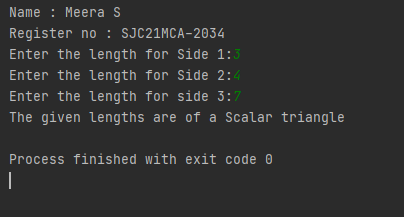 Name : Meera S
Register no : SJC21MCA-2034
Enter the length for Side 1:3
Enter the length for Side 2:4
Enter the length for side 3:7
The given lengths are of a Scalar triangle
Process finished with exit code 0